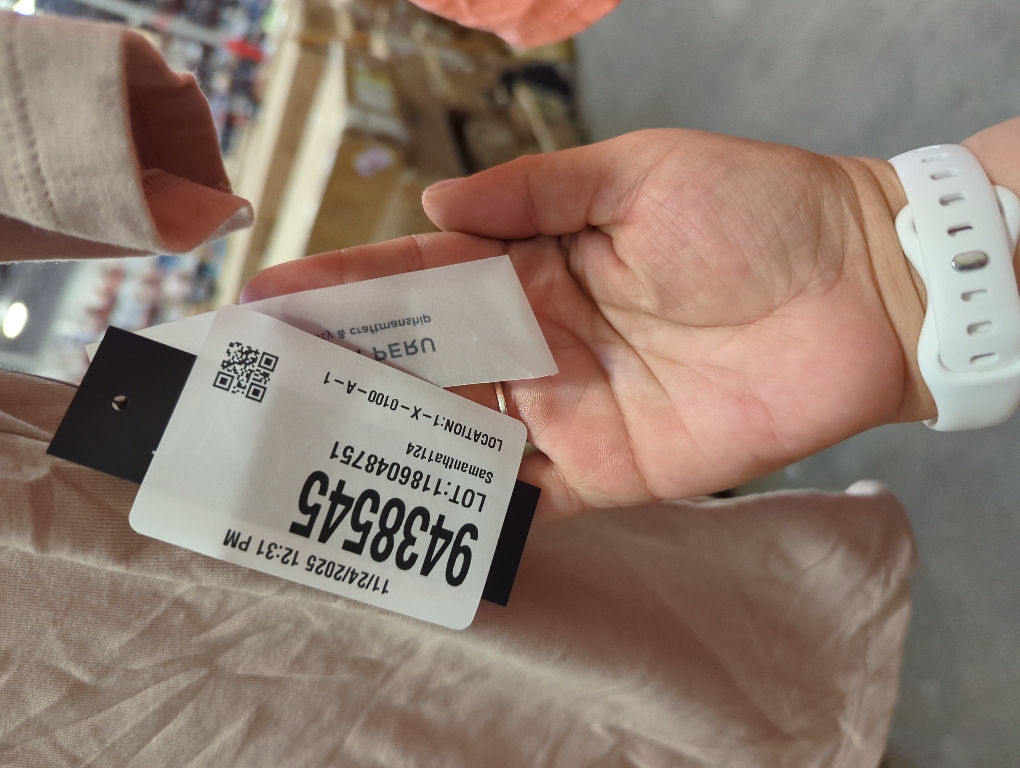 11/24/2025 12:31 PM
9438545
LOT:1186048751
Samantha1124
LOCATION:1-X-0100-A-1
PERU
& craftmanship